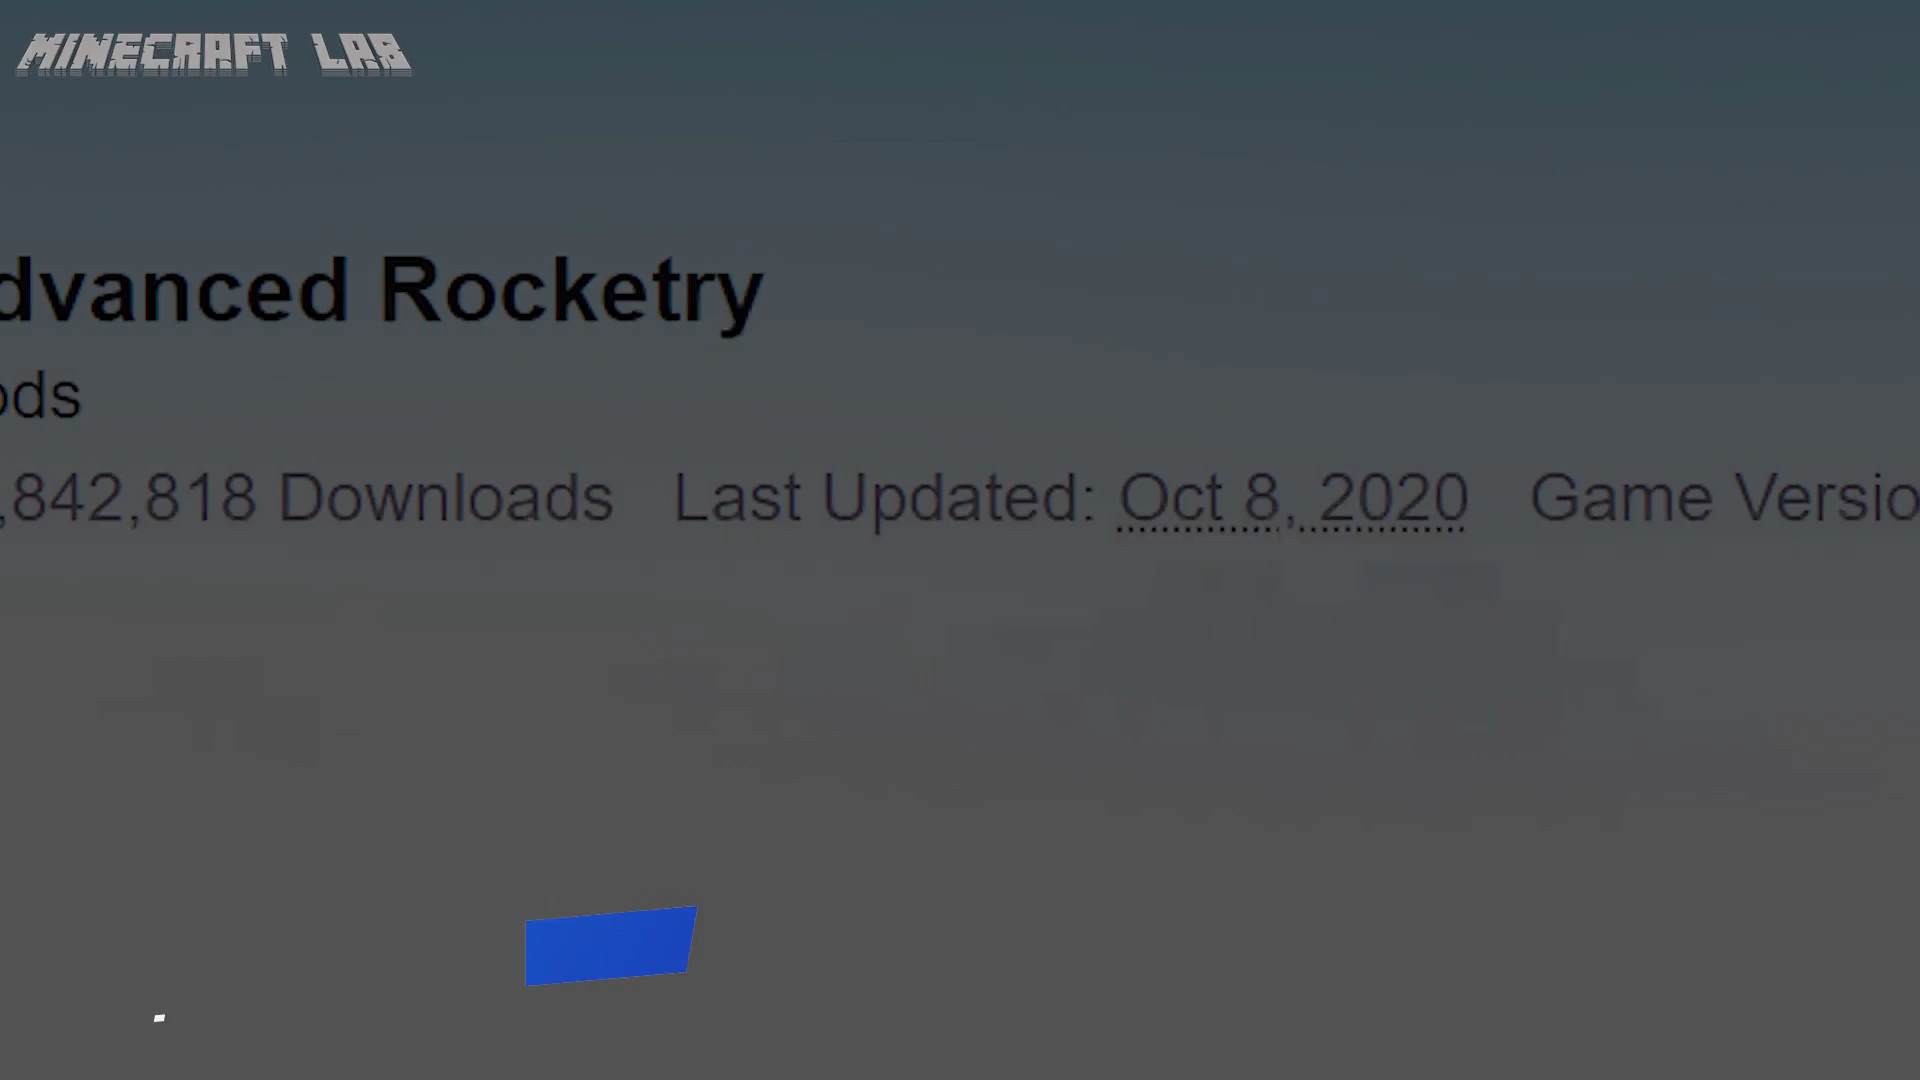 MINECRAFT LAB
dvanced Rocketry
ods
,842,818 Downloads Last Updated: Oct 8, 2020 Game Versio